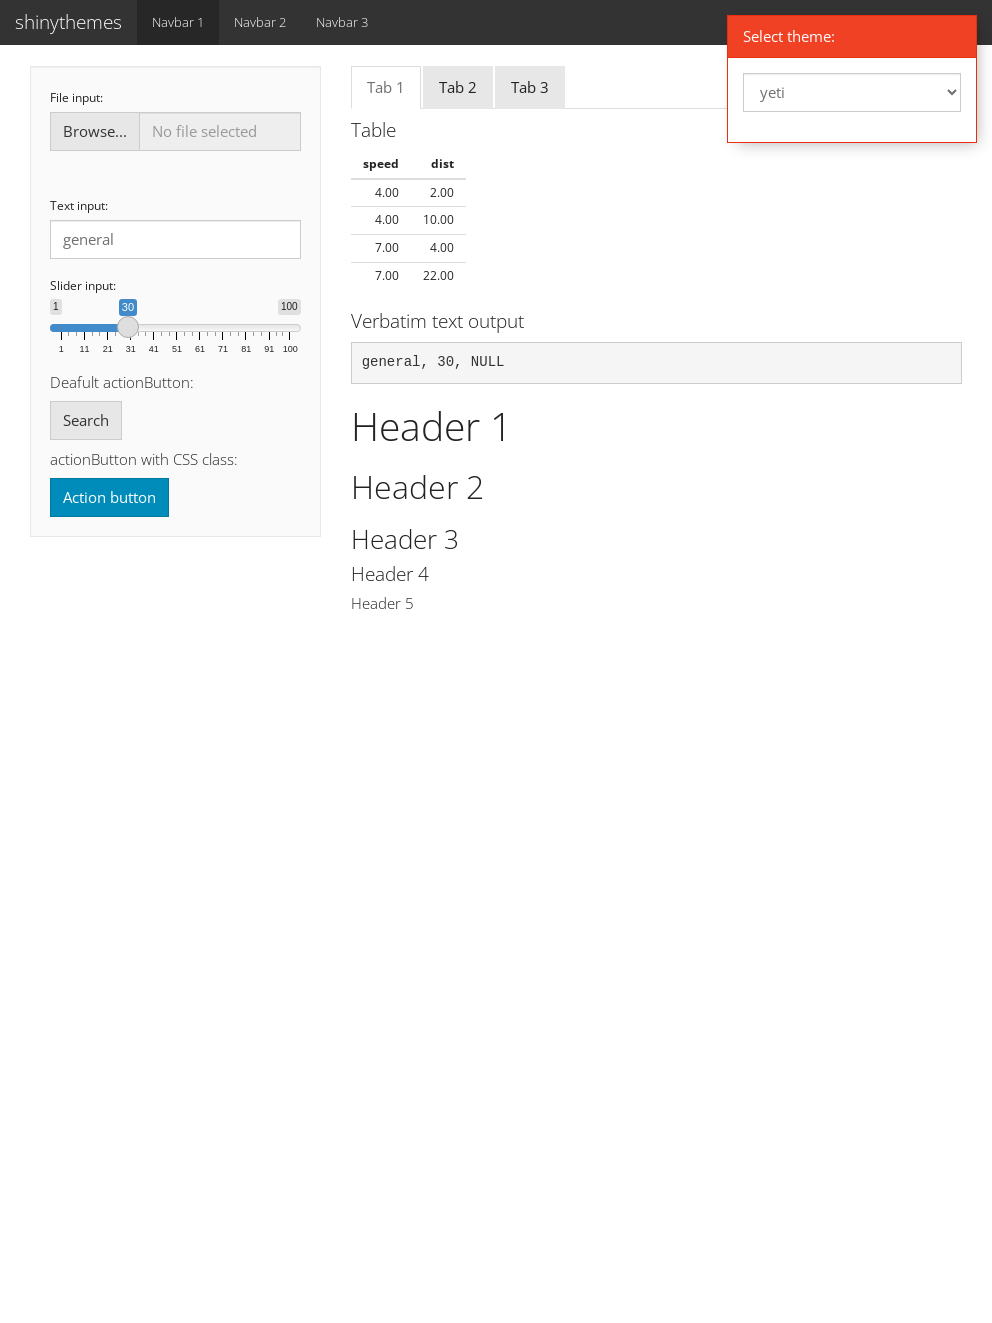 shinythemes Navbar 1 Navbar 2 Navbar 3
Select theme:
yeti
File input:
Browse... No file selected
Text input:
general
Slider input:
1 30 100
1 11 21 31 41 51 61 71 81 91 100
Deafult actionButton:
Search
actionButton with CSS class:
Action button
Tab 1 Tab 2 Tab 3
Table
speed dist
4.00 2.00
4.00 10.00
7.00 4.00
7.00 22.00
Verbatim text output
general, 30, NULL
Header 1
Header 2
Header 3
Header 4
Header 5